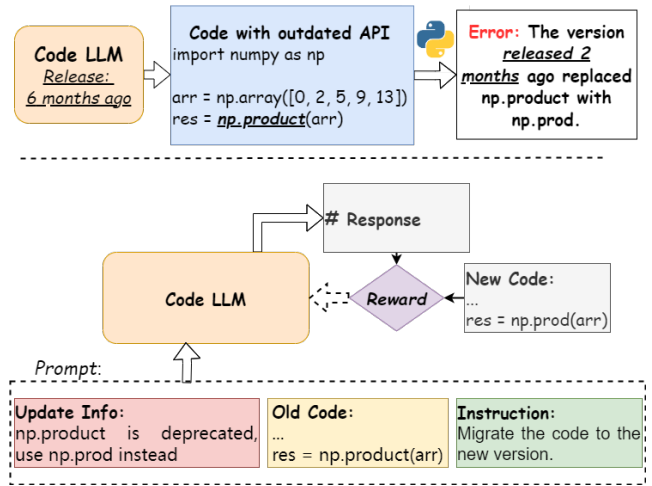 Code LLM
Release:
6 months ago
Code with outdated API
import numpy as np
arr = np.array([0, 2, 5, 9, 13])
res = np.product(arr)
Error: The version
released 2
months ago replaced
np.product with
np.prod.
# Response
Code LLM
Reward
New Code:
...
res = np.prod(arr)
Prompt:
Update Info:
np.product is deprecated,
use np.prod instead
Old Code:
...
res = np.product(arr)
Instruction:
Migrate the code to the
new version.